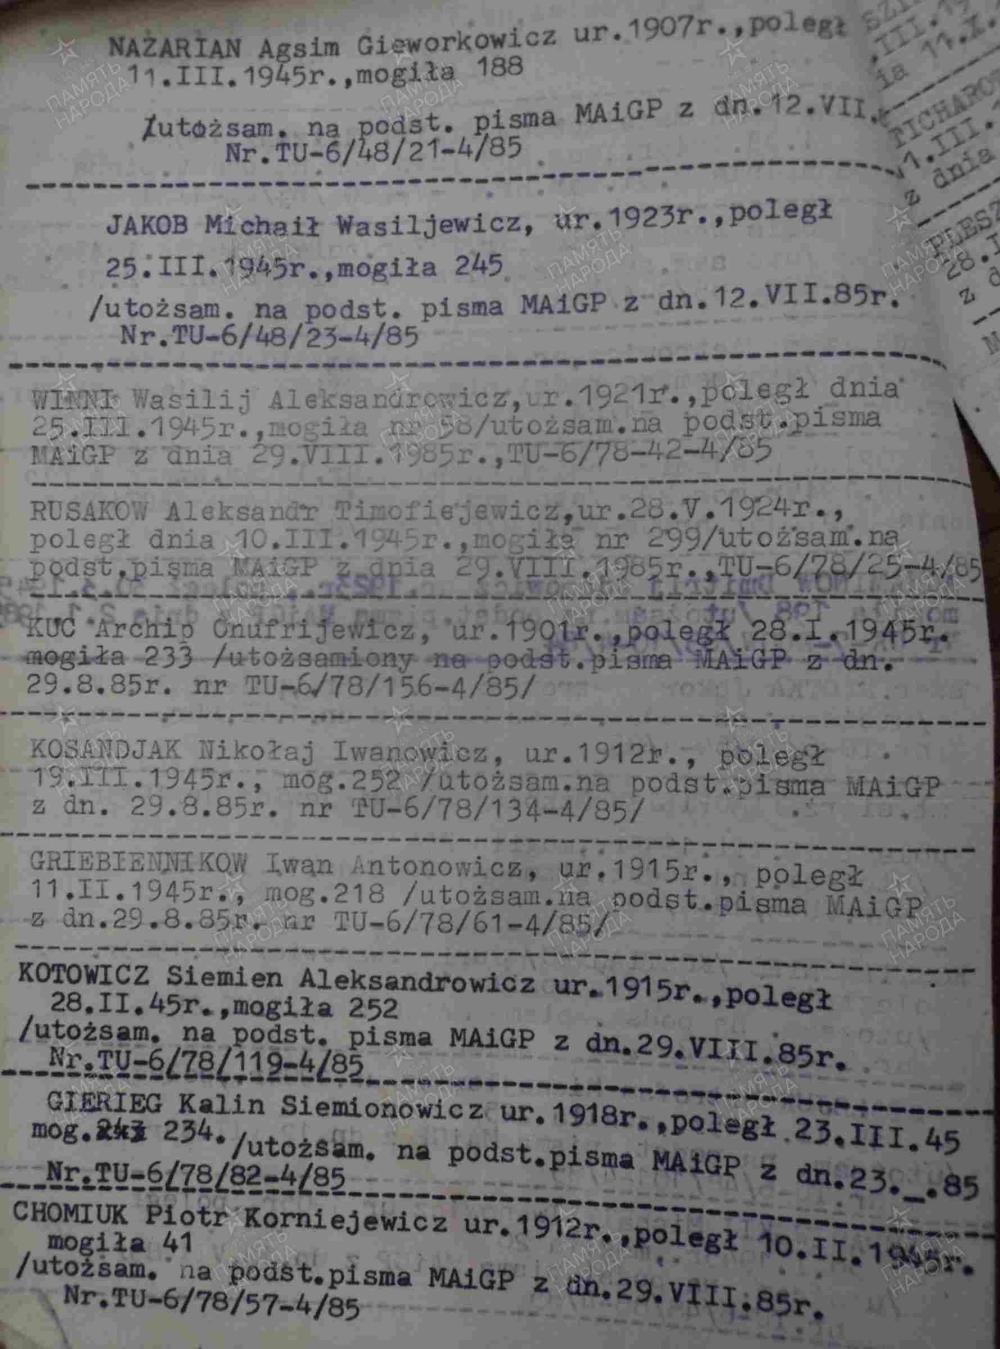 NAZARIAN Agsim Gieworkowicz ur.1907r.,poległ
11.III.1945r.,mogiła 188
/utożsam. na podst. pisma MAiGP z dn.12.VII.
Nr.TU-6/48/21-4/85
JAKOB Michaił Wasiljewicz, ur.1923r.,poległ
25.III.1945r.,mogiła 245
/utożsam. na podst. pisma MAiGP z dn.12.VII.85r.
Nr.TU-6/48/23-4/85
WINNI Wasilij Aleksandrowicz,ur.1921r.,poległ dnia
25.III.1945r.,mogiła nr 58/utożsam.na podst.pisma
MAiGP z dnia 29.VIII.1985r.,TU-6/78-42-4/85
RUSAKOW Aleksandr Timofiejewicz,ur.28.V.1924r.,
poległ dnia 10.III.1945r.,mogiła nr 299/utożsam.na
podst.pisma MAiGP z dnia 29.VIII.1985r.,TU-6/78/25-4/85
KUC Archip Onufrijewicz, ur.1901r.,poległ 28.I.1945r.
mogiła 233 /utożsamiony na podst.pisma MAiGP z dn.
29.8.85r. nr TU-6/78/156-4/85/
KOSANDJAK Nikołaj Iwanowicz, ur.1912r., poległ
19.III.1945r., mog.252 /utożsam.na podst.pisma MAiGP
z dn. 29.8.85r. nr TU-6/78/134-4/85/
GRIEBIENNIKOW Iwan Antonowicz, ur.1915r., poległ
11.II.1945r., mog.218 /utożsam.na podst.pisma MAiGP
z dn.29.8.85r. nr TU-6/78/61-4/85/
KOTOWICZ Siemien Aleksandrowicz ur.1915r.,poległ
28.II.45r.,mogiła 252
/utożsam. na podst. pisma MAiGP z dn.29.VIII.85r.
Nr.TU-6/78/119-4/85
GIERIEG Kalin Siemionowicz ur.1918r.,poległ 23.III.45
mog. 234. /utożsam. na podst.pisma MAiGP z dn.23._.85
Nr.TU-6/78/82-4/85
CHOMIUK Piotr Korniejewicz ur.1912r.,poległ 10.II.1945r.
mogiła 41
/utożsam. na podst.pisma MAiGP z dn.29.VIII.85r.
Nr.TU-6/78/57-4/85